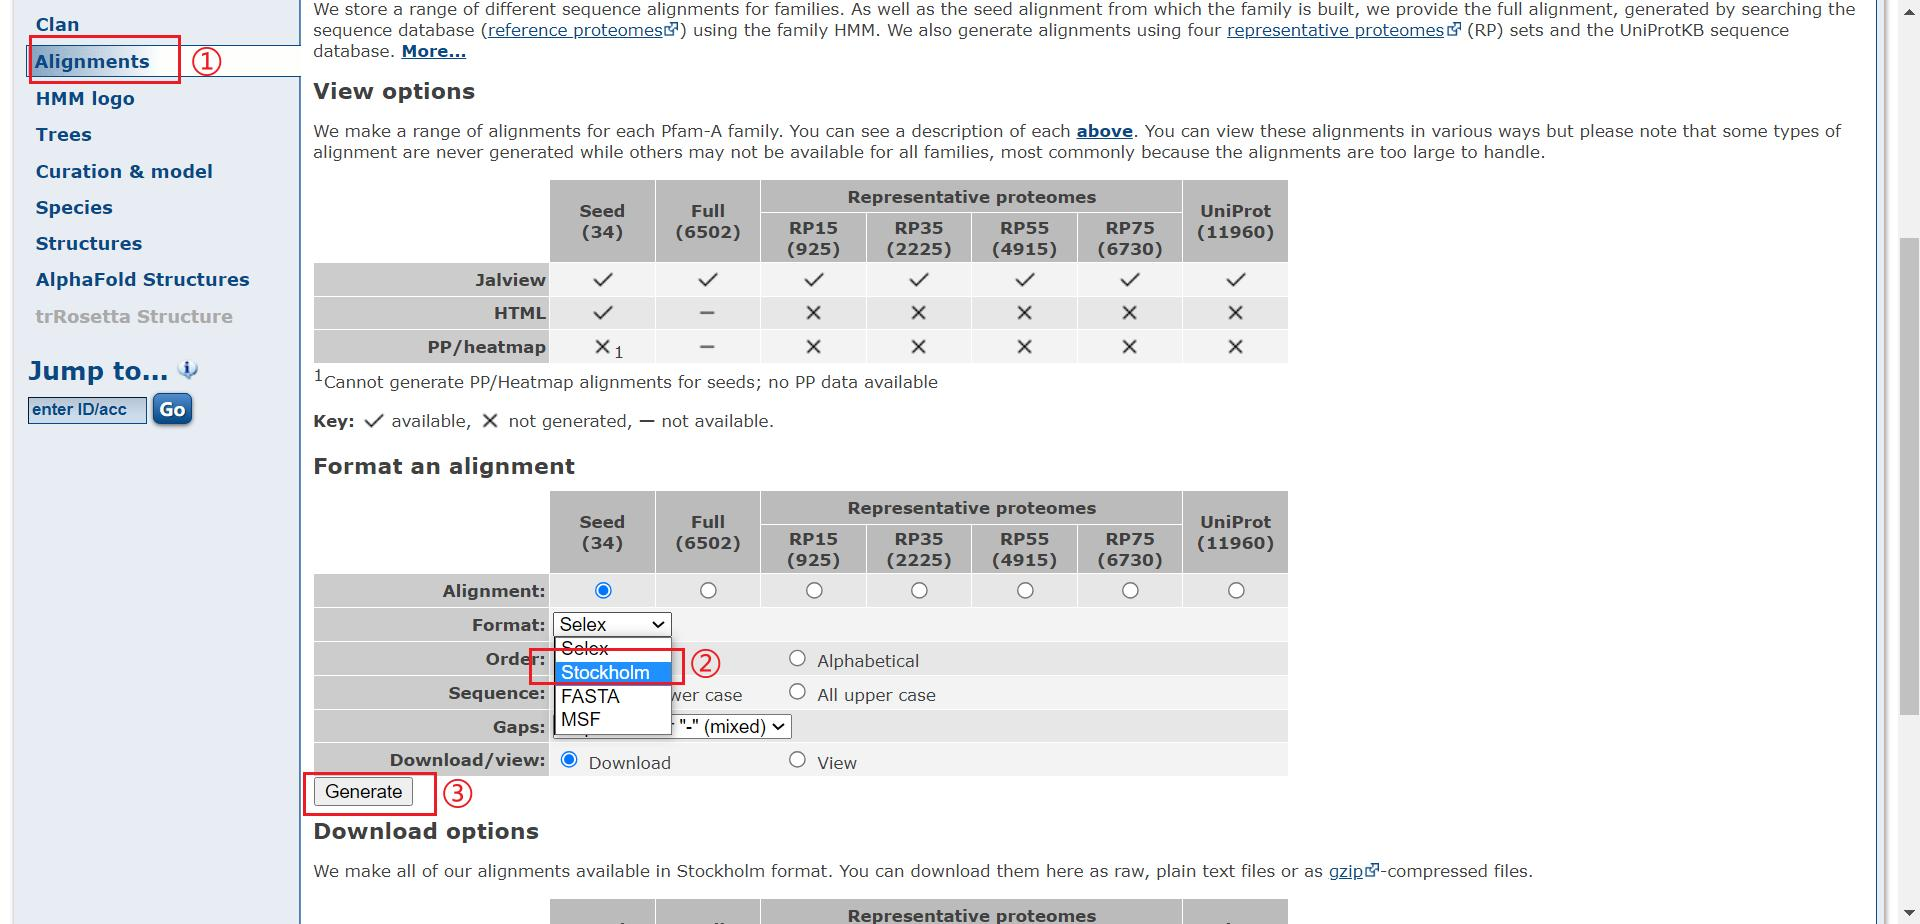 Clan
Alignments ①
HMM logo
Trees
Curation & model
Species
Structures
AlphaFold Structures
trRosetta Structure
Jump to...
enter ID/acc Go
We store a range of different sequence alignments for families. As well as the seed alignment from which the family is built, we provide the full alignment, generated by searching the
sequence database (reference proteomes) using the family HMM. We also generate alignments using four representative proteomes (RP) sets and the UniProtKB sequence
database. More...
View options
We make a range of alignments for each Pfam-A family. You can see a description of each above. You can view these alignments in various ways but please note that some types of
alignment are never generated while others may not be available for all families, most commonly because the alignments are too large to handle.
Seed Full Representative proteomes UniProt
(34) (6502) (11960)
RP15 RP35 RP55 RP75
(925) (2225) (4915) (6730)
Jalview ✓ ✓ ✓ ✓ ✓ ✓ ✓
HTML ✓ — ✕ ✕ ✕ ✕ ✕
PP/heatmap ✕ 1 — ✕ ✕ ✕ ✕ ✕
1Cannot generate PP/Heatmap alignments for seeds; no PP data available
Key: ✓ available, ✕ not generated, — not available.
Format an alignment
Seed Full Representative proteomes UniProt
(34) (6502) (11960)
RP15 RP35 RP55 RP75
(925) (2225) (4915) (6730)
Alignment:
Format: Selex
Selex
Order: Alphabetical
Stockholm ②
Sequence: wer case All upper case
FASTA
MSF
Gaps: "-" (mixed)
Download/view: Download View
Generate ③
Download options
We make all of our alignments available in Stockholm format. You can download them here as raw, plain text files or as gzip-compressed files.
Representative proteomes